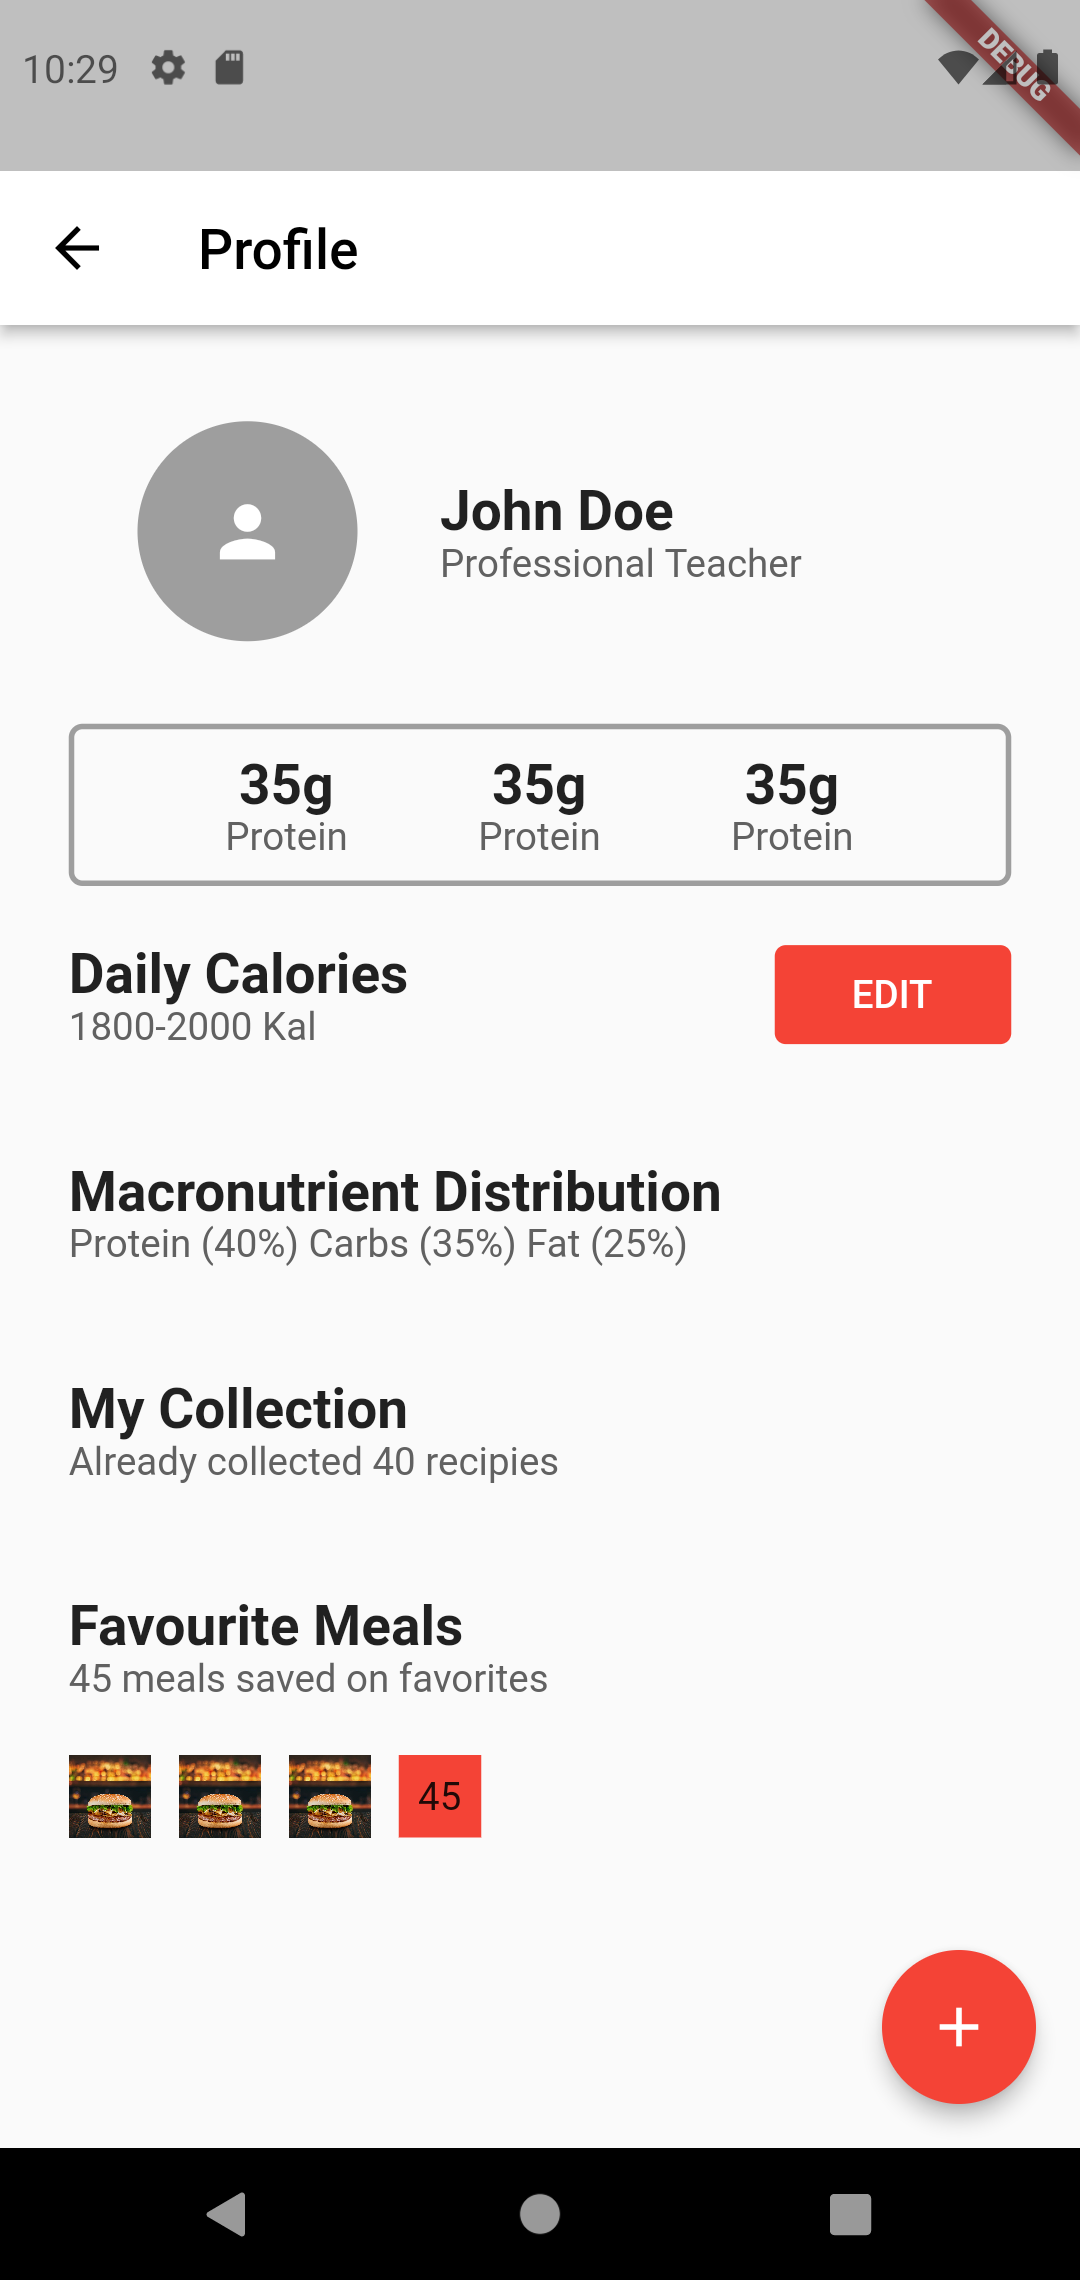 10:29
DEBUG
Profile
John Doe
Professional Teacher
35g 35g 35g
Protein Protein Protein
Daily Calories
1800-2000 Kal
EDIT
Macronutrient Distribution
Protein (40%) Carbs (35%) Fat (25%)
My Collection
Already collected 40 recipies
Favourite Meals
45 meals saved on favorites
45